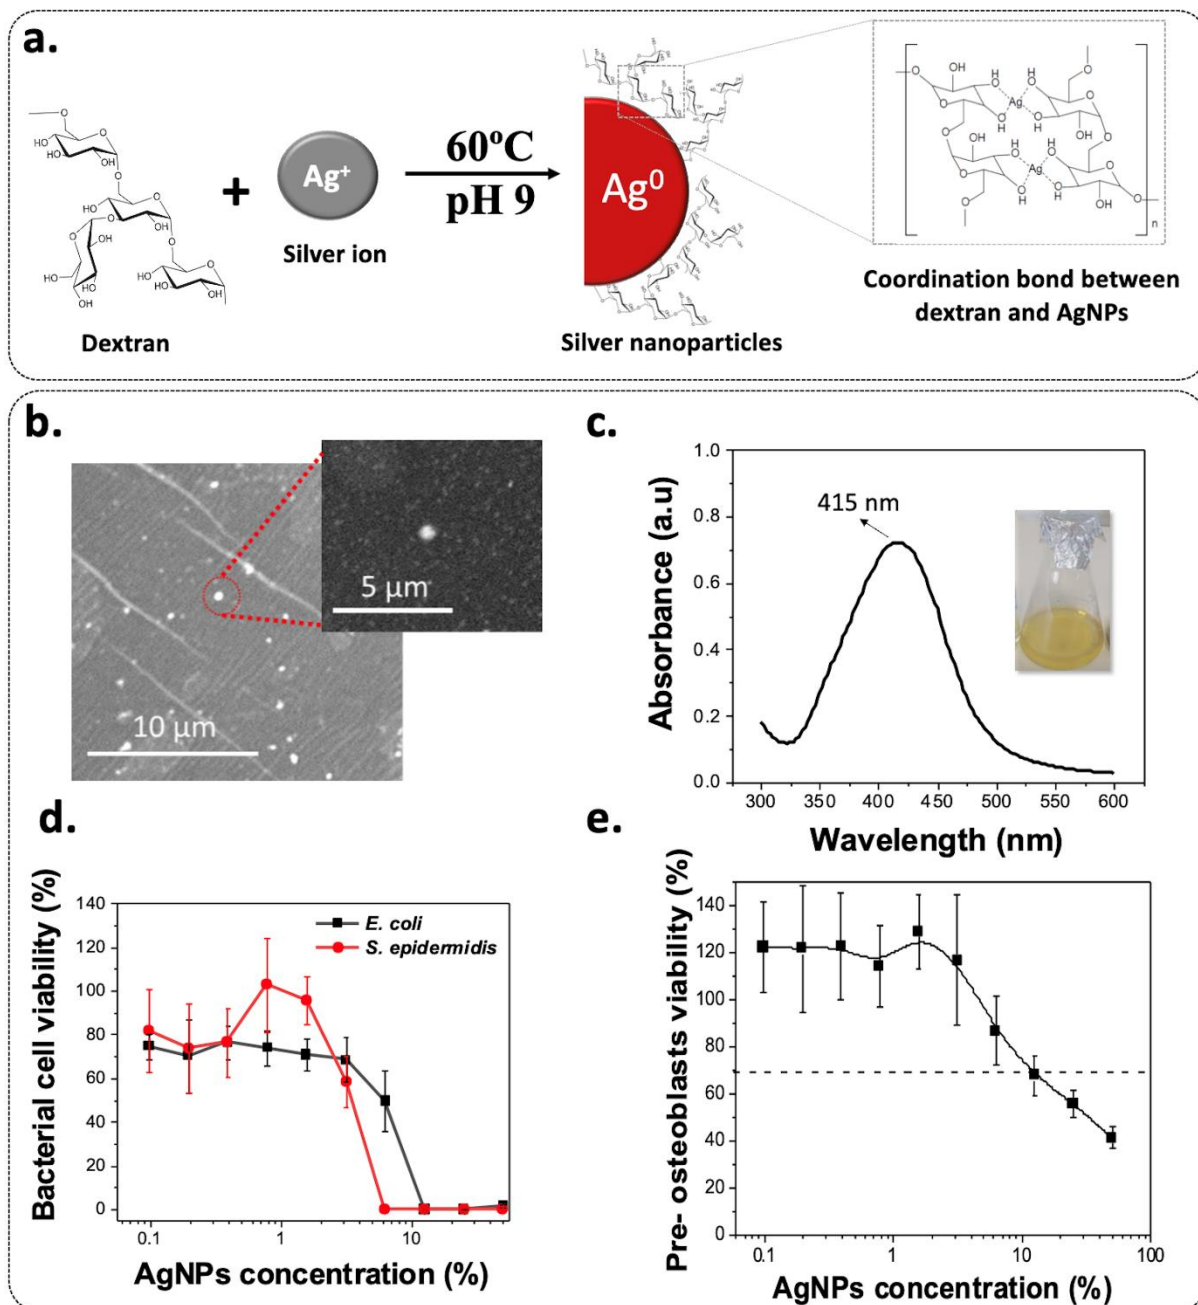 a.
Dextran
+
Ag⁺
Silver ion
60ºC
pH 9
Ag⁰
Silver nanoparticles
Coordination bond between
dextran and AgNPs
O
OH
HO
H
Ag
n
b.
10 µm
5 µm
c.
Absorbance (a.u)
1.0
0.8
0.6
0.4
0.2
0.0
415 nm
300 350 400 450 500 550 600
Wavelength (nm)
d.
Bacterial cell viability (%)
140
120
100
80
60
40
20
0
E. coli
S. epidermidis
0.1 1 10
AgNPs concentration (%)
e.
Pre- osteoblasts viability (%)
140
120
100
80
60
40
20
0
0.1 1 10 100
AgNPs concentration (%)